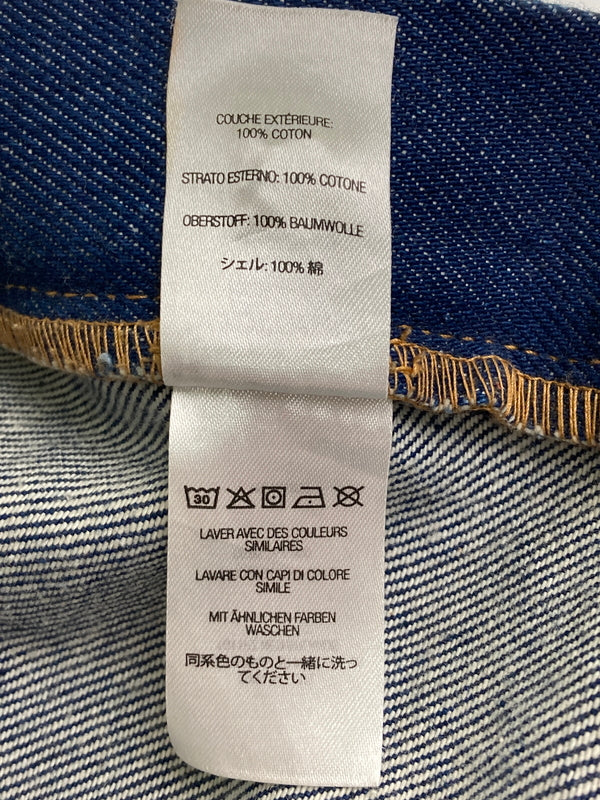 COUCHE EXTÉRIEURE:
100% COTON
STRATO ESTERNO: 100% COTONE
OBERSTOFF: 100% BAUMWOLLE
シェル: 100% 綿
30
LAVER AVEC DES COULEURS
SIMILAIRES
LAVARE CON CAPI DI COLORE
SIMILE
MIT ÄHNLICHEN FARBEN
WASCHEN
同系色のものと一緒に洗っ
てください